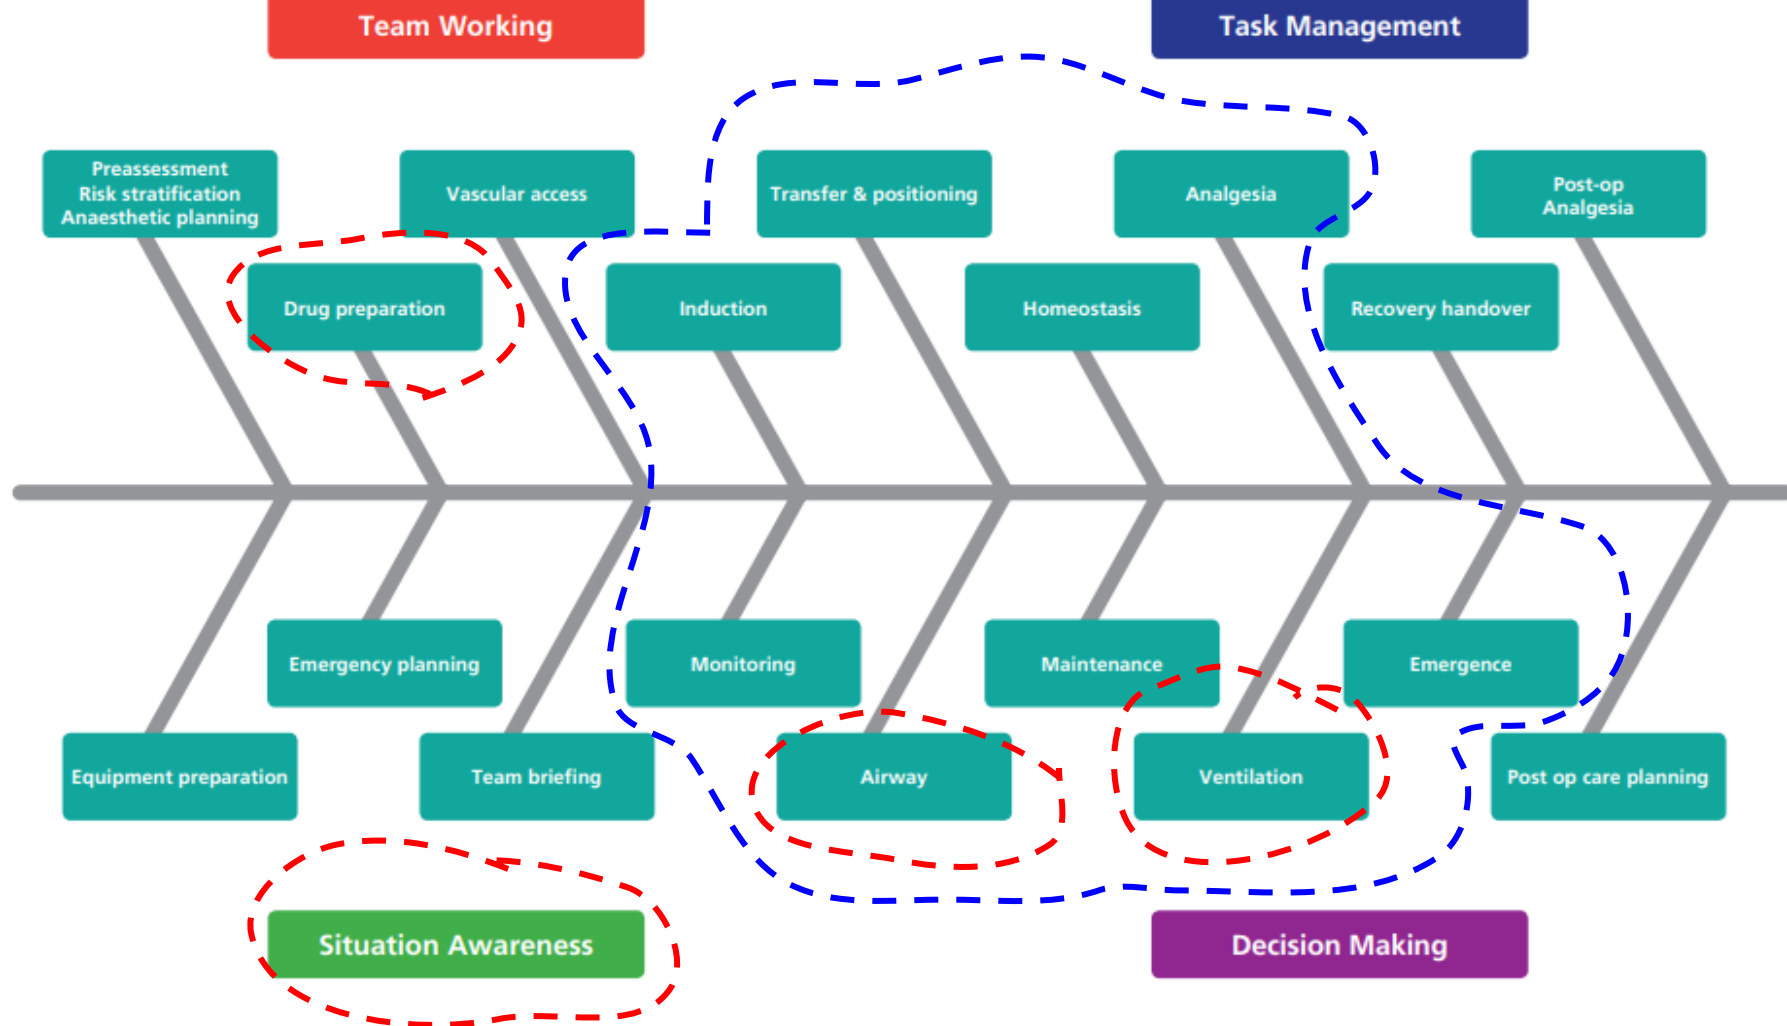 Team Working
Task Management
Preassessment
Risk stratification
Anaesthetic planning
Vascular access
Transfer & positioning
Analgesia
Post-op
Analgesia
Drug preparation
Induction
Homeostasis
Recovery handover
Emergency planning
Monitoring
Maintenance
Emergence
Equipment preparation
Team briefing
Airway
Ventilation
Post op care planning
Situation Awareness
Decision Making